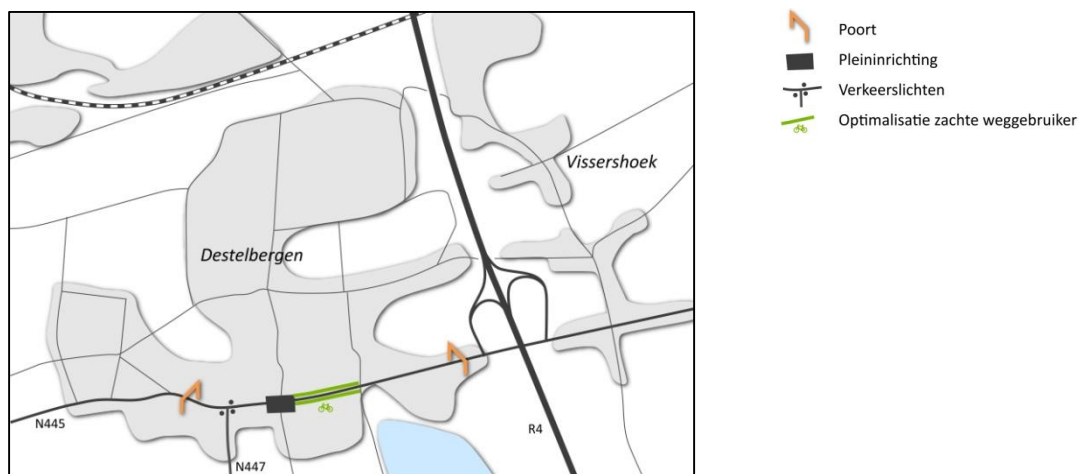 Poort
Pleininrichting
Verkeerslichten
Optimalisatie zachte weggebruiker
Vissershoek
Destelbergen
N445
R4
N447